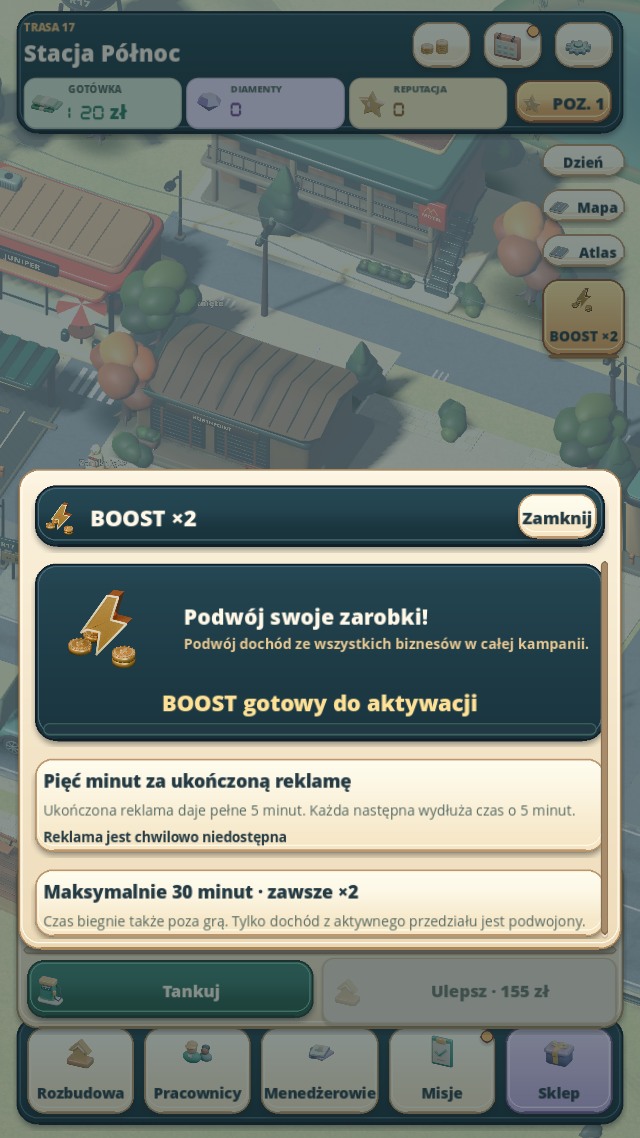 TRASA 17
Stacja Północ
GOTÓWKA
120 zł
DIAMENTY
0
REPUTACJA
0
POZ. 1
Dzień
Mapa
Atlas
BOOST ×2
JUNIPER
BOOST ×2
Zamknij
Podwój swoje zarobki!
Podwój dochód ze wszystkich biznesów w całej kampanii.
BOOST gotowy do aktywacji
Pięć minut za ukończoną reklamę
Ukończona reklama daje pełne 5 minut. Każda następna wydłuża czas o 5 minut.
Reklama jest chwilowo niedostępna
Maksymalnie 30 minut · zawsze ×2
Czas biegnie także poza grą. Tylko dochód z aktywnego przedziału jest podwojony.
Tankuj
Ulepsz · 155 zł
Rozbudowa
Pracownicy
Menedżerowie
Misje
Sklep